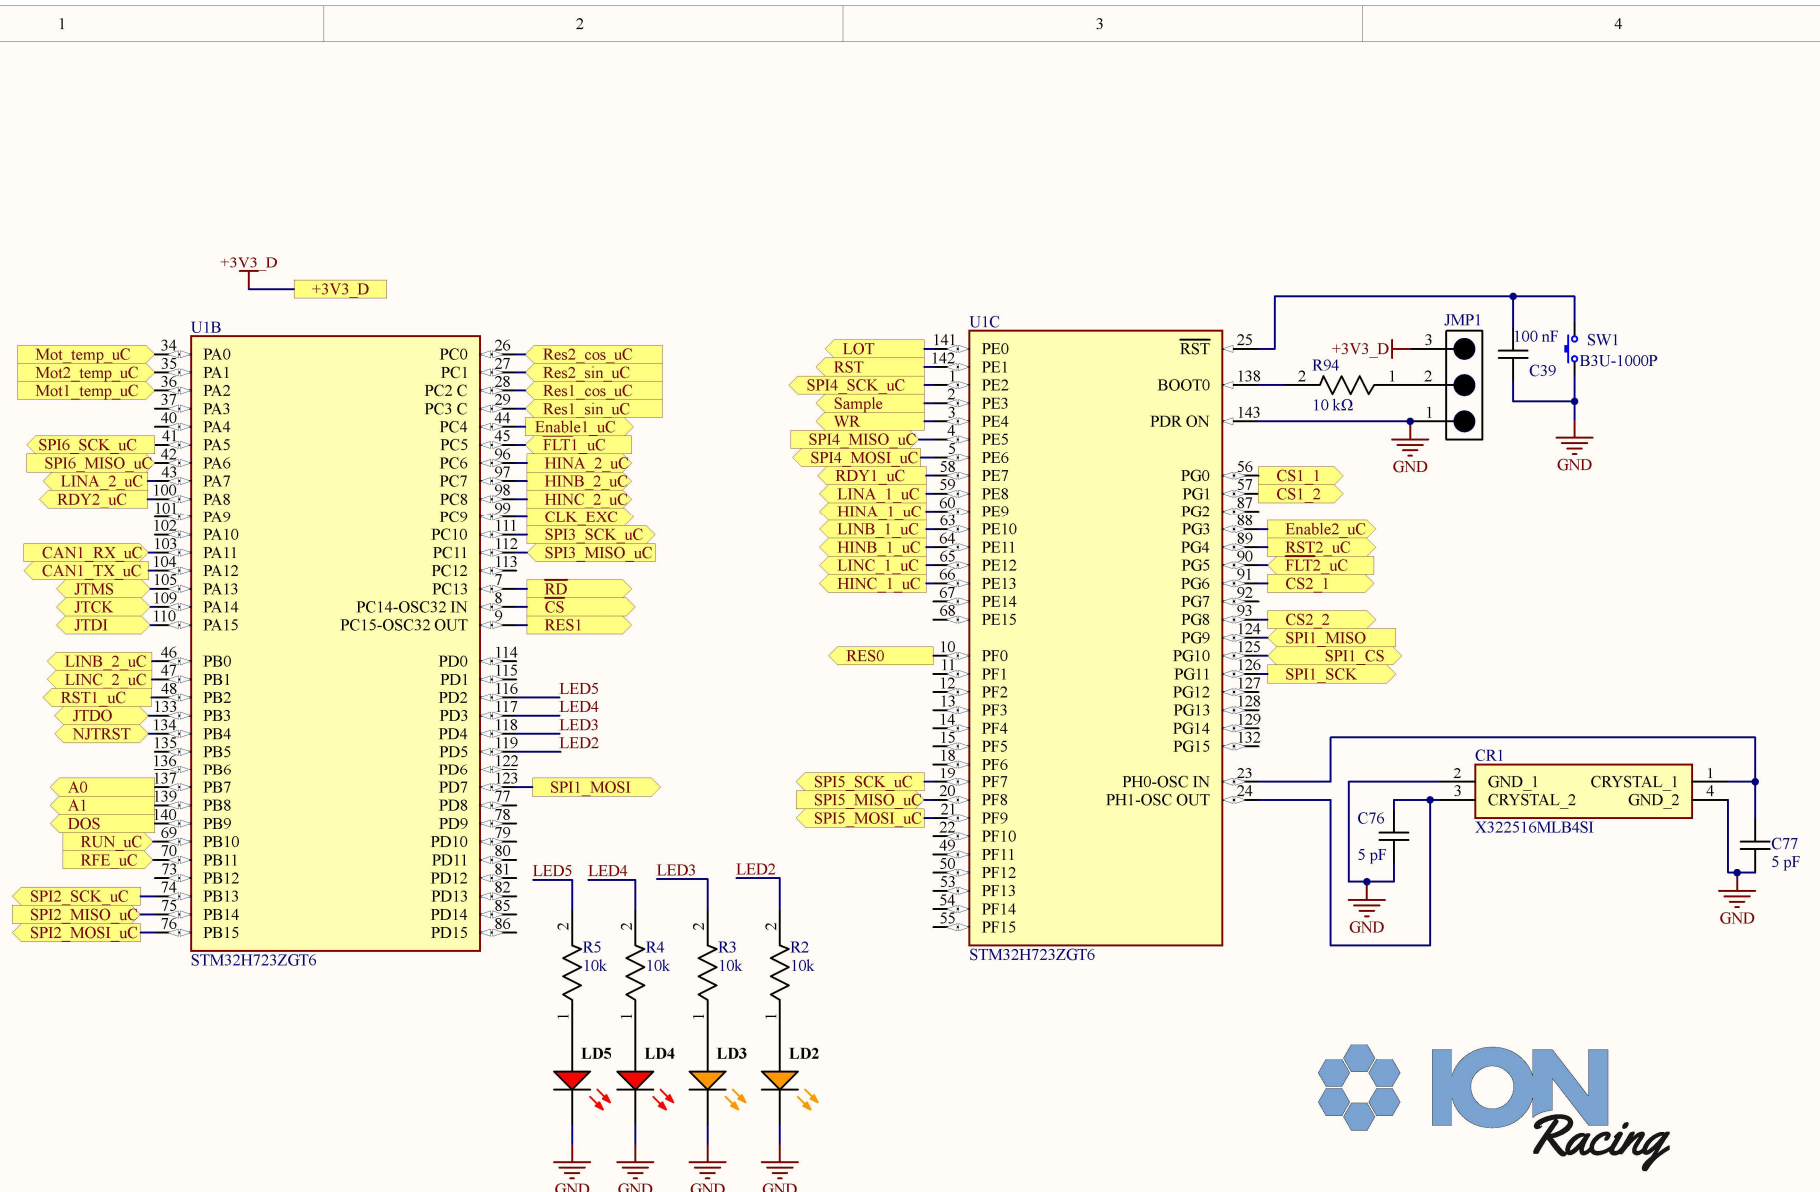 1 2 3 4
+3V3_D
+3V3_D
U1B
Mot_temp_uC 34 PA0 PC0 26 Res2_cos_uC
Mot2_temp_uC 35 PA1 PC1 27 Res2_sin_uC
Mot1_temp_uC 36 PA2 PC2 C 28 Res1_cos_uC
37 PA3 PC3 C 29 Res1_sin_uC
40 PA4 PC4 44 Enable1_uC
SPI6_SCK_uC 41 PA5 PC5 45 FLT1_uC
SPI6_MISO_uC 42 PA6 PC6 96 HINA_2_uC
LINA_2_uC 43 PA7 PC7 97 HINB_2_uC
RDY2_uC 100 PA8 PC8 98 HINC_2_uC
101 PA9 PC9 99 CLK_EXC
102 PA10 PC10 111 SPI3_SCK_uC
CAN1_RX_uC 103 PA11 PC11 112 SPI3_MISO_uC
CAN1_TX_uC 104 PA12 PC12 113
JTMS 105 PA13 PC13 7 RD
JTCK 109 PA14 PC14-OSC32 IN 8 CS
JTDI 110 PA15 PC15-OSC32 OUT 9 RES1
LINB_2_uC 46 PB0 PD0 114
LINC_2_uC 47 PB1 PD1 115
RST1_uC 48 PB2 PD2 116 LED5
JTDO 133 PB3 PD3 117 LED4
NJTRST 134 PB4 PD4 118 LED3
135 PB5 PD5 119 LED2
136 PB6 PD6 122
A0 137 PB7 PD7 123 SPI1_MOSI
A1 139 PB8 PD8 77
DOS 140 PB9 PD9 78
RUN_uC 69 PB10 PD10 79
RFE_uC 70 PB11 PD11 80
73 PB12 PD12 81
SPI2_SCK_uC 74 PB13 PD13 82
SPI2_MISO_uC 75 PB14 PD14 85
SPI2_MOSI_uC 76 PB15 PD15 86
STM32H723ZGT6
LED5 LED4 LED3 LED2
2 2 2 2
R5 R4 R3 R2
10k 10k 10k 10k
1 1 1 1
LD5 LD4 LD3 LD2
GND GND GND GND
U1C
LOT 141 PE0 RST 25
RST 142 PE1
SPI4_SCK_uC 1 PE2 BOOT0 138
Sample 2 PE3
WR 3 PE4 PDR ON 143
SPI4_MISO_uC 4 PE5
SPI4_MOSI_uC 5 PE6
RDY1_uC 58 PE7 PG0 56 CS1_1
LINA_1_uC 59 PE8 PG1 57 CS1_2
HINA_1_uC 60 PE9 PG2 87
LINB_1_uC 63 PE10 PG3 88 Enable2_uC
HINB_1_uC 64 PE11 PG4 89 RST2_uC
LINC_1_uC 65 PE12 PG5 90 FLT2_uC
HINC_1_uC 66 PE13 PG6 91 CS2_1
67 PE14 PG7 92
68 PE15 PG8 93 CS2_2
PG9 124 SPI1_MISO
RES0 10 PF0 PG10 125 SPI1_CS
11 PF1 PG11 126 SPI1_SCK
12 PF2 PG12 127
13 PF3 PG13 128
14 PF4 PG14 129
15 PF5 PG15 132
18 PF6
SPI5_SCK_uC 19 PF7 PH0-OSC IN 23
SPI5_MISO_uC 20 PF8 PH1-OSC OUT 24
SPI5_MOSI_uC 21 PF9
22 PF10
49 PF11
50 PF12
53 PF13
54 PF14
55 PF15
STM32H723ZGT6
JMP1
+3V3_D 3
R94
2 1 2
10 kΩ
1
GND
100 nF
C39
SW1
B3U-1000P
GND
CR1
2 GND_1 CRYSTAL_1 1
3 CRYSTAL_2 GND_2 4
X322516MLB4SI
C76
5 pF
GND
C77
5 pF
GND
ION
Racing